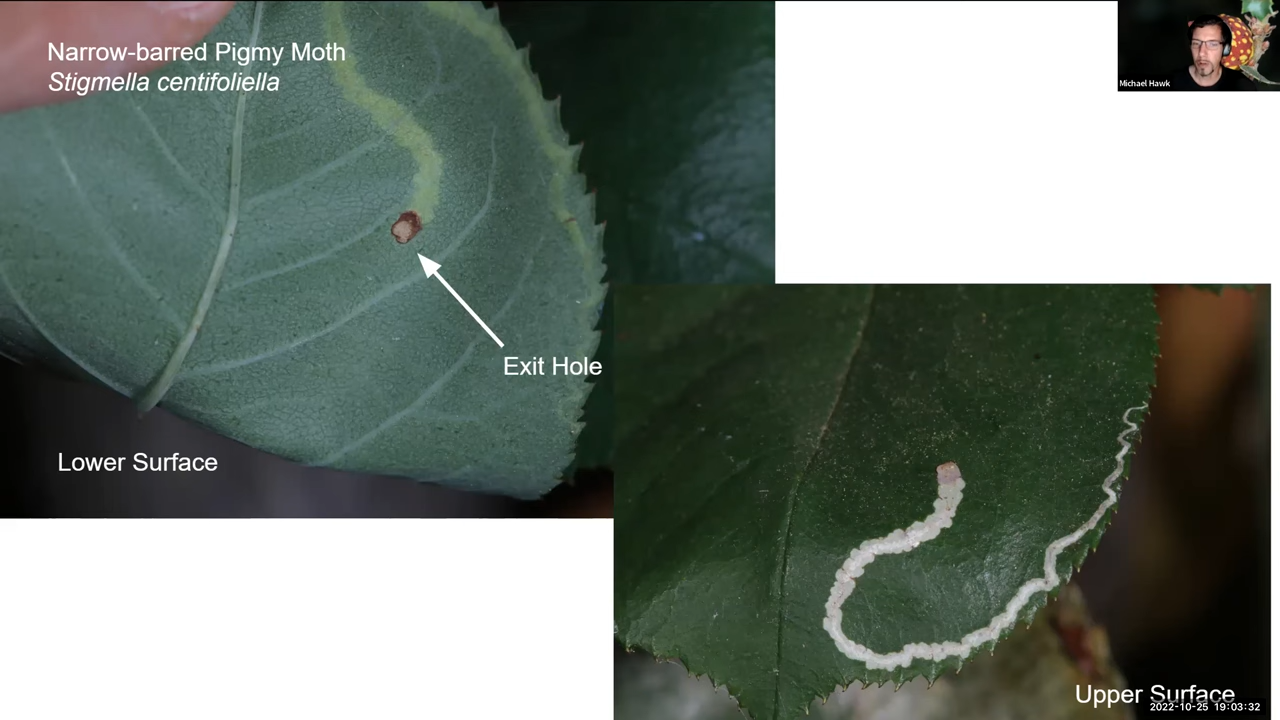 Narrow-barred Pigmy Moth
Stigmella centifoliella
Michael Hawk
Exit Hole
Lower Surface
Upper Surface
2022-10-25 19:03:32